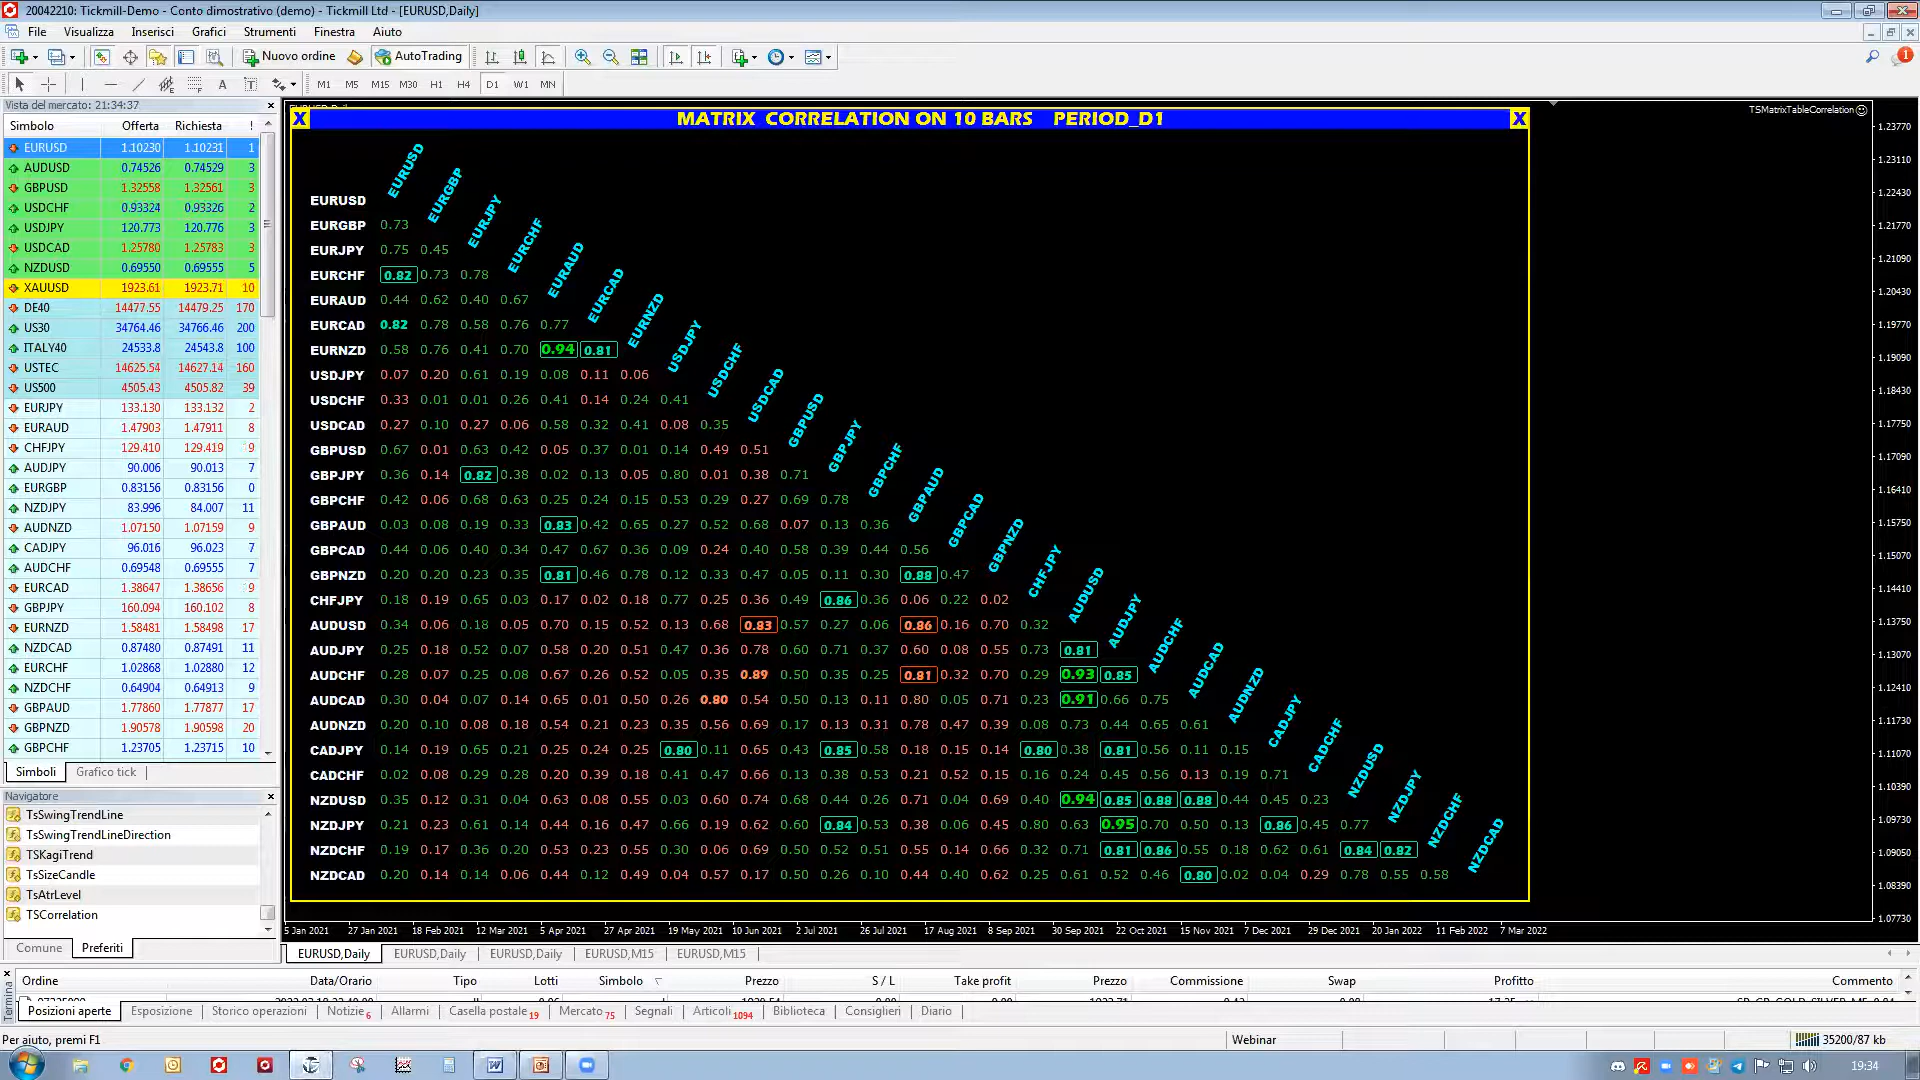 20042210: Tickmill-Demo - Conto dimostrativo (demo) - Tickmill Ltd - [EURUSD,Daily]
File Visualizza Inserisci Grafici Strumenti Finestra Aiuto
Nuovo ordine AutoTrading
M1 M5 M15 M30 H1 H4 D1 W1 MN
Vista del mercato: 21:34:37
Simbolo Offerta Richiesta !
EURUSD 1.10230 1.10231 1
AUDUSD 0.74526 0.74529 3
GBPUSD 1.32558 1.32561 3
USDCHF 0.93324 0.93326 2
USDJPY 120.773 120.776 3
USDCAD 1.25780 1.25783 3
NZDUSD 0.69550 0.69555 5
XAUUSD 1923.61 1923.71 10
DE40 14477.55 14479.25 170
US30 34764.46 34766.46 200
ITALY40 24533.8 24543.8 100
USTEC 14625.54 14627.14 160
US500 4505.43 4505.82 39
EURJPY 133.130 133.132 2
EURAUD 1.47903 1.47911 8
CHFJPY 129.410 129.419 9
AUDJPY 90.006 90.013 7
EURGBP 0.83156 0.83156 0
NZDJPY 83.996 84.007 11
AUDNZD 1.07150 1.07159 9
CADJPY 96.016 96.023 7
AUDCHF 0.69548 0.69555 7
EURCAD 1.38647 1.38656 9
GBPJPY 160.094 160.102 8
EURNZD 1.58481 1.58498 17
NZDCAD 0.87480 0.87491 11
EURCHF 1.02868 1.02880 12
NZDCHF 0.64904 0.64913 9
GBPAUD 1.77860 1.77877 17
GBPNZD 1.90578 1.90598 20
GBPCHF 1.23705 1.23715 10
Simboli Grafico tick
Navigatore
TsSwingTrendLine
TsSwingTrendLineDirection
TSKagiTrend
TsSizeCandle
TsAtrLevel
TSCorrelation
Comune Preferiti
X MATRIX CORRELATION ON 10 BARS PERIOD_D1 X
TSMatrixTableCorrelation
EURUSD EURGBP EURJPY EURCHF EURAUD EURCAD EURNZD USDJPY USDCHF USDCAD GBPUSD GBPJPY GBPCHF GBPAUD GBPCAD GBPNZD CHFJPY AUDUSD AUDJPY AUDCHF AUDCAD AUDNZD CADJPY CADCHF NZDUSD NZDJPY NZDCHF NZDCAD
EURUSD
EURGBP 0.73
EURJPY 0.75 0.45
EURCHF 0.82 0.73 0.78
EURAUD 0.44 0.62 0.40 0.67
EURCAD 0.82 0.78 0.58 0.76 0.77
EURNZD 0.58 0.76 0.41 0.70 0.94 0.81
USDJPY 0.07 0.20 0.61 0.19 0.08 0.11 0.06
USDCHF 0.33 0.01 0.01 0.26 0.41 0.14 0.24 0.41
USDCAD 0.27 0.10 0.27 0.06 0.58 0.32 0.41 0.08 0.35
GBPUSD 0.67 0.01 0.63 0.42 0.05 0.37 0.01 0.14 0.49 0.51
GBPJPY 0.36 0.14 0.82 0.38 0.02 0.13 0.05 0.80 0.01 0.38 0.71
GBPCHF 0.42 0.06 0.68 0.63 0.25 0.24 0.15 0.53 0.29 0.27 0.69 0.78
GBPAUD 0.03 0.08 0.19 0.33 0.83 0.42 0.65 0.27 0.52 0.68 0.07 0.13 0.36
GBPCAD 0.44 0.06 0.40 0.34 0.47 0.67 0.36 0.09 0.24 0.40 0.58 0.39 0.44 0.56
GBPNZD 0.20 0.20 0.23 0.35 0.81 0.46 0.78 0.12 0.33 0.47 0.05 0.11 0.30 0.88 0.47
CHFJPY 0.18 0.19 0.65 0.03 0.17 0.02 0.18 0.77 0.25 0.36 0.49 0.86 0.36 0.06 0.22 0.02
AUDUSD 0.34 0.06 0.18 0.05 0.70 0.15 0.52 0.13 0.68 0.83 0.57 0.27 0.06 0.86 0.16 0.70 0.32
AUDJPY 0.25 0.18 0.52 0.07 0.58 0.20 0.51 0.47 0.36 0.78 0.60 0.71 0.37 0.60 0.08 0.55 0.73 0.81
AUDCHF 0.28 0.07 0.25 0.08 0.67 0.26 0.52 0.05 0.35 0.89 0.50 0.35 0.25 0.81 0.32 0.70 0.29 0.93 0.85
AUDCAD 0.30 0.04 0.07 0.14 0.65 0.01 0.50 0.26 0.80 0.54 0.50 0.13 0.11 0.80 0.05 0.71 0.23 0.91 0.66 0.75
AUDNZD 0.20 0.10 0.08 0.18 0.54 0.21 0.23 0.35 0.56 0.69 0.17 0.13 0.31 0.78 0.47 0.39 0.08 0.73 0.44 0.65 0.61
CADJPY 0.14 0.19 0.65 0.21 0.25 0.24 0.25 0.80 0.11 0.65 0.43 0.85 0.58 0.18 0.15 0.14 0.80 0.38 0.81 0.56 0.11 0.15
CADCHF 0.02 0.08 0.29 0.28 0.20 0.39 0.18 0.41 0.47 0.66 0.13 0.38 0.53 0.21 0.52 0.15 0.16 0.24 0.45 0.56 0.13 0.19 0.71
NZDUSD 0.35 0.12 0.31 0.04 0.63 0.08 0.55 0.03 0.60 0.74 0.68 0.44 0.26 0.71 0.04 0.69 0.40 0.94 0.85 0.88 0.88 0.44 0.45 0.23
NZDJPY 0.21 0.23 0.61 0.14 0.44 0.16 0.47 0.66 0.19 0.62 0.60 0.84 0.53 0.38 0.06 0.45 0.80 0.63 0.95 0.70 0.50 0.13 0.86 0.45 0.77
NZDCHF 0.19 0.17 0.36 0.20 0.53 0.23 0.55 0.30 0.06 0.69 0.50 0.52 0.51 0.55 0.14 0.66 0.32 0.71 0.81 0.86 0.55 0.18 0.62 0.61 0.84 0.82
NZDCAD 0.20 0.14 0.14 0.06 0.44 0.12 0.49 0.04 0.57 0.17 0.50 0.26 0.10 0.44 0.40 0.62 0.25 0.61 0.52 0.46 0.80 0.02 0.04 0.29 0.78 0.55 0.58
1.23770
1.23110
1.22430
1.21770
1.21090
1.20430
1.19770
1.19090
1.18430
1.17750
1.17090
1.16410
1.15750
1.15070
1.14410
1.13750
1.13070
1.12410
1.11730
1.11070
1.10390
1.09730
1.09050
1.08390
1.07730
5 Jan 2021 27 Jan 2021 18 Feb 2021 12 Mar 2021 5 Apr 2021 27 Apr 2021 19 May 2021 10 Jun 2021 2 Jul 2021 26 Jul 2021 17 Aug 2021 8 Sep 2021 30 Sep 2021 22 Oct 2021 15 Nov 2021 7 Dec 2021 29 Dec 2021 20 Jan 2022 11 Feb 2022 7 Mar 2022
EURUSD,Daily EURUSD,Daily EURUSD,Daily EURUSD,M15 EURUSD,M15
Ordine Data/Orario Tipo Lotti Simbolo Prezzo S / L Take profit Prezzo Commissione Swap Profitto Commento
Posizioni aperte Esposizione Storico operazioni Notizie 6 Allarmi Casella postale 19 Mercato 75 Segnali Articoli 1094 Biblioteca Consiglieri Diario
Per aiuto, premi F1 Webinar 35200/87 kb
19:34